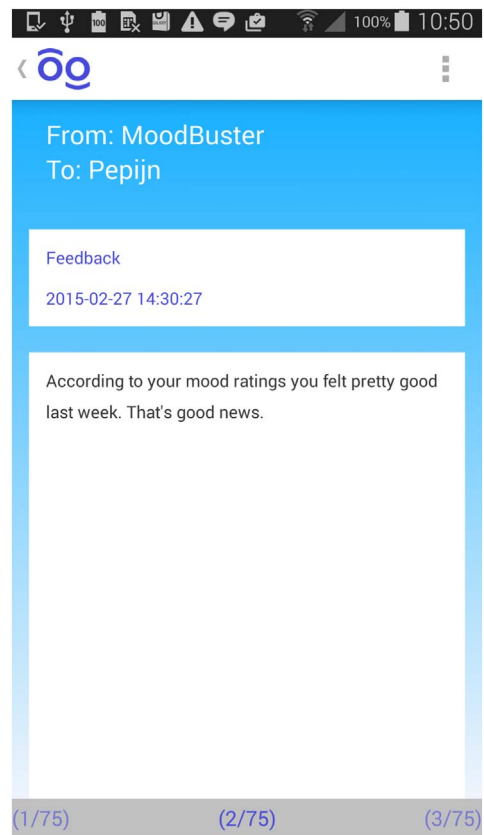 100% 10:50
From: MoodBuster
To: Pepijn
Feedback
2015-02-27 14:30:27
According to your mood ratings you felt pretty good
last week. That's good news.
(1/75) (2/75) (3/75)